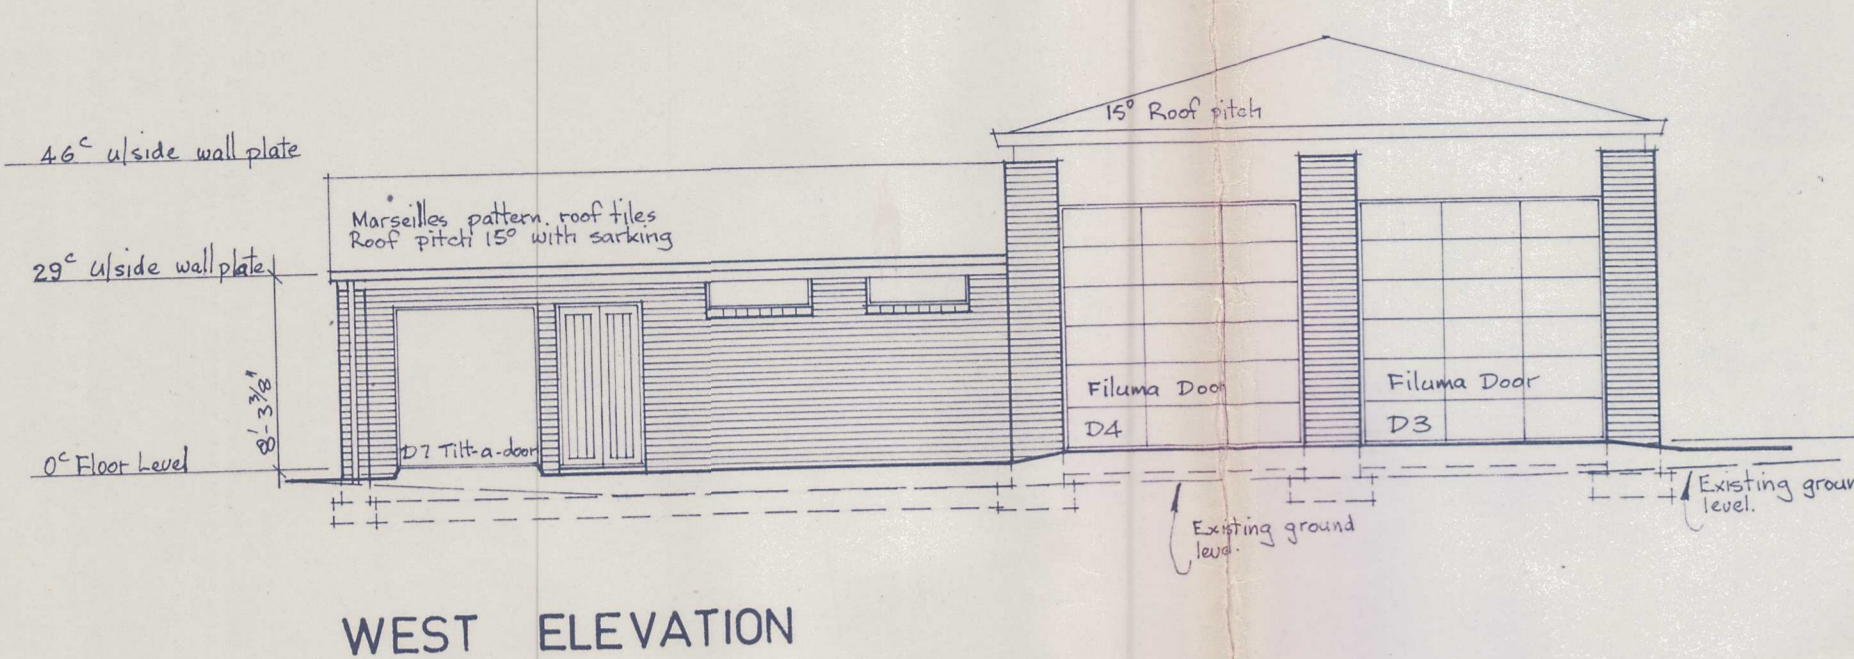 15° Roof pitch
46ᶜ u/side wall plate
Marseilles pattern. roof tiles
Roof pitch 15° with sarking
29ᶜ u/side wall plate
8'-3 3/8"
Filuma Door
D4
Filuma Door
D3
D7 Tilt-a-door
0ᶜ Floor Level
Existing ground
level.
Existing groun
level.
WEST ELEVATION